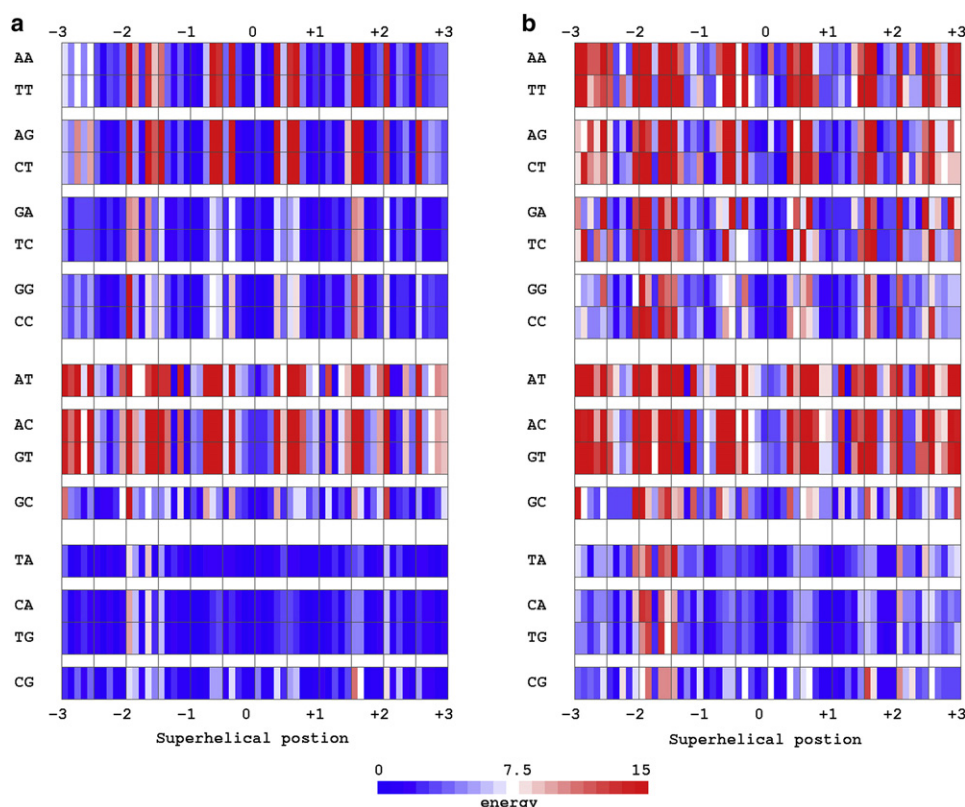 a
−3 −2 −1 0 +1 +2 +3
AA
TT
AG
CT
GA
TC
GG
CC
AT
AC
GT
GC
TA
CA
TG
CG
−3 −2 −1 0 +1 +2 +3
Superhelical postion
b
−3 −2 −1 0 +1 +2 +3
AA
TT
AG
CT
GA
TC
GG
CC
AT
AC
GT
GC
TA
CA
TG
CG
−3 −2 −1 0 +1 +2 +3
Superhelical postion
0 7.5 15
energy